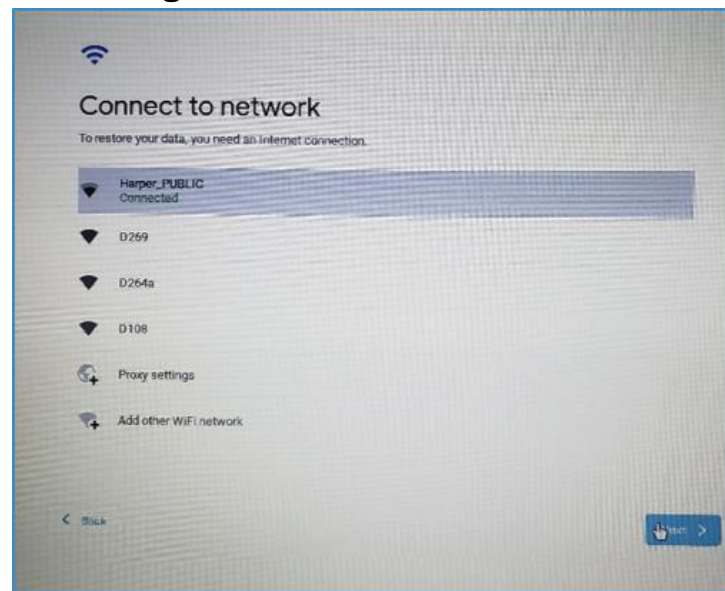 Connect to network
To restore your data, you need an Internet connection.
Harper_PUBLIC
Connected
D269
D264a
D108
Proxy settings
Add other WiFi network
Back